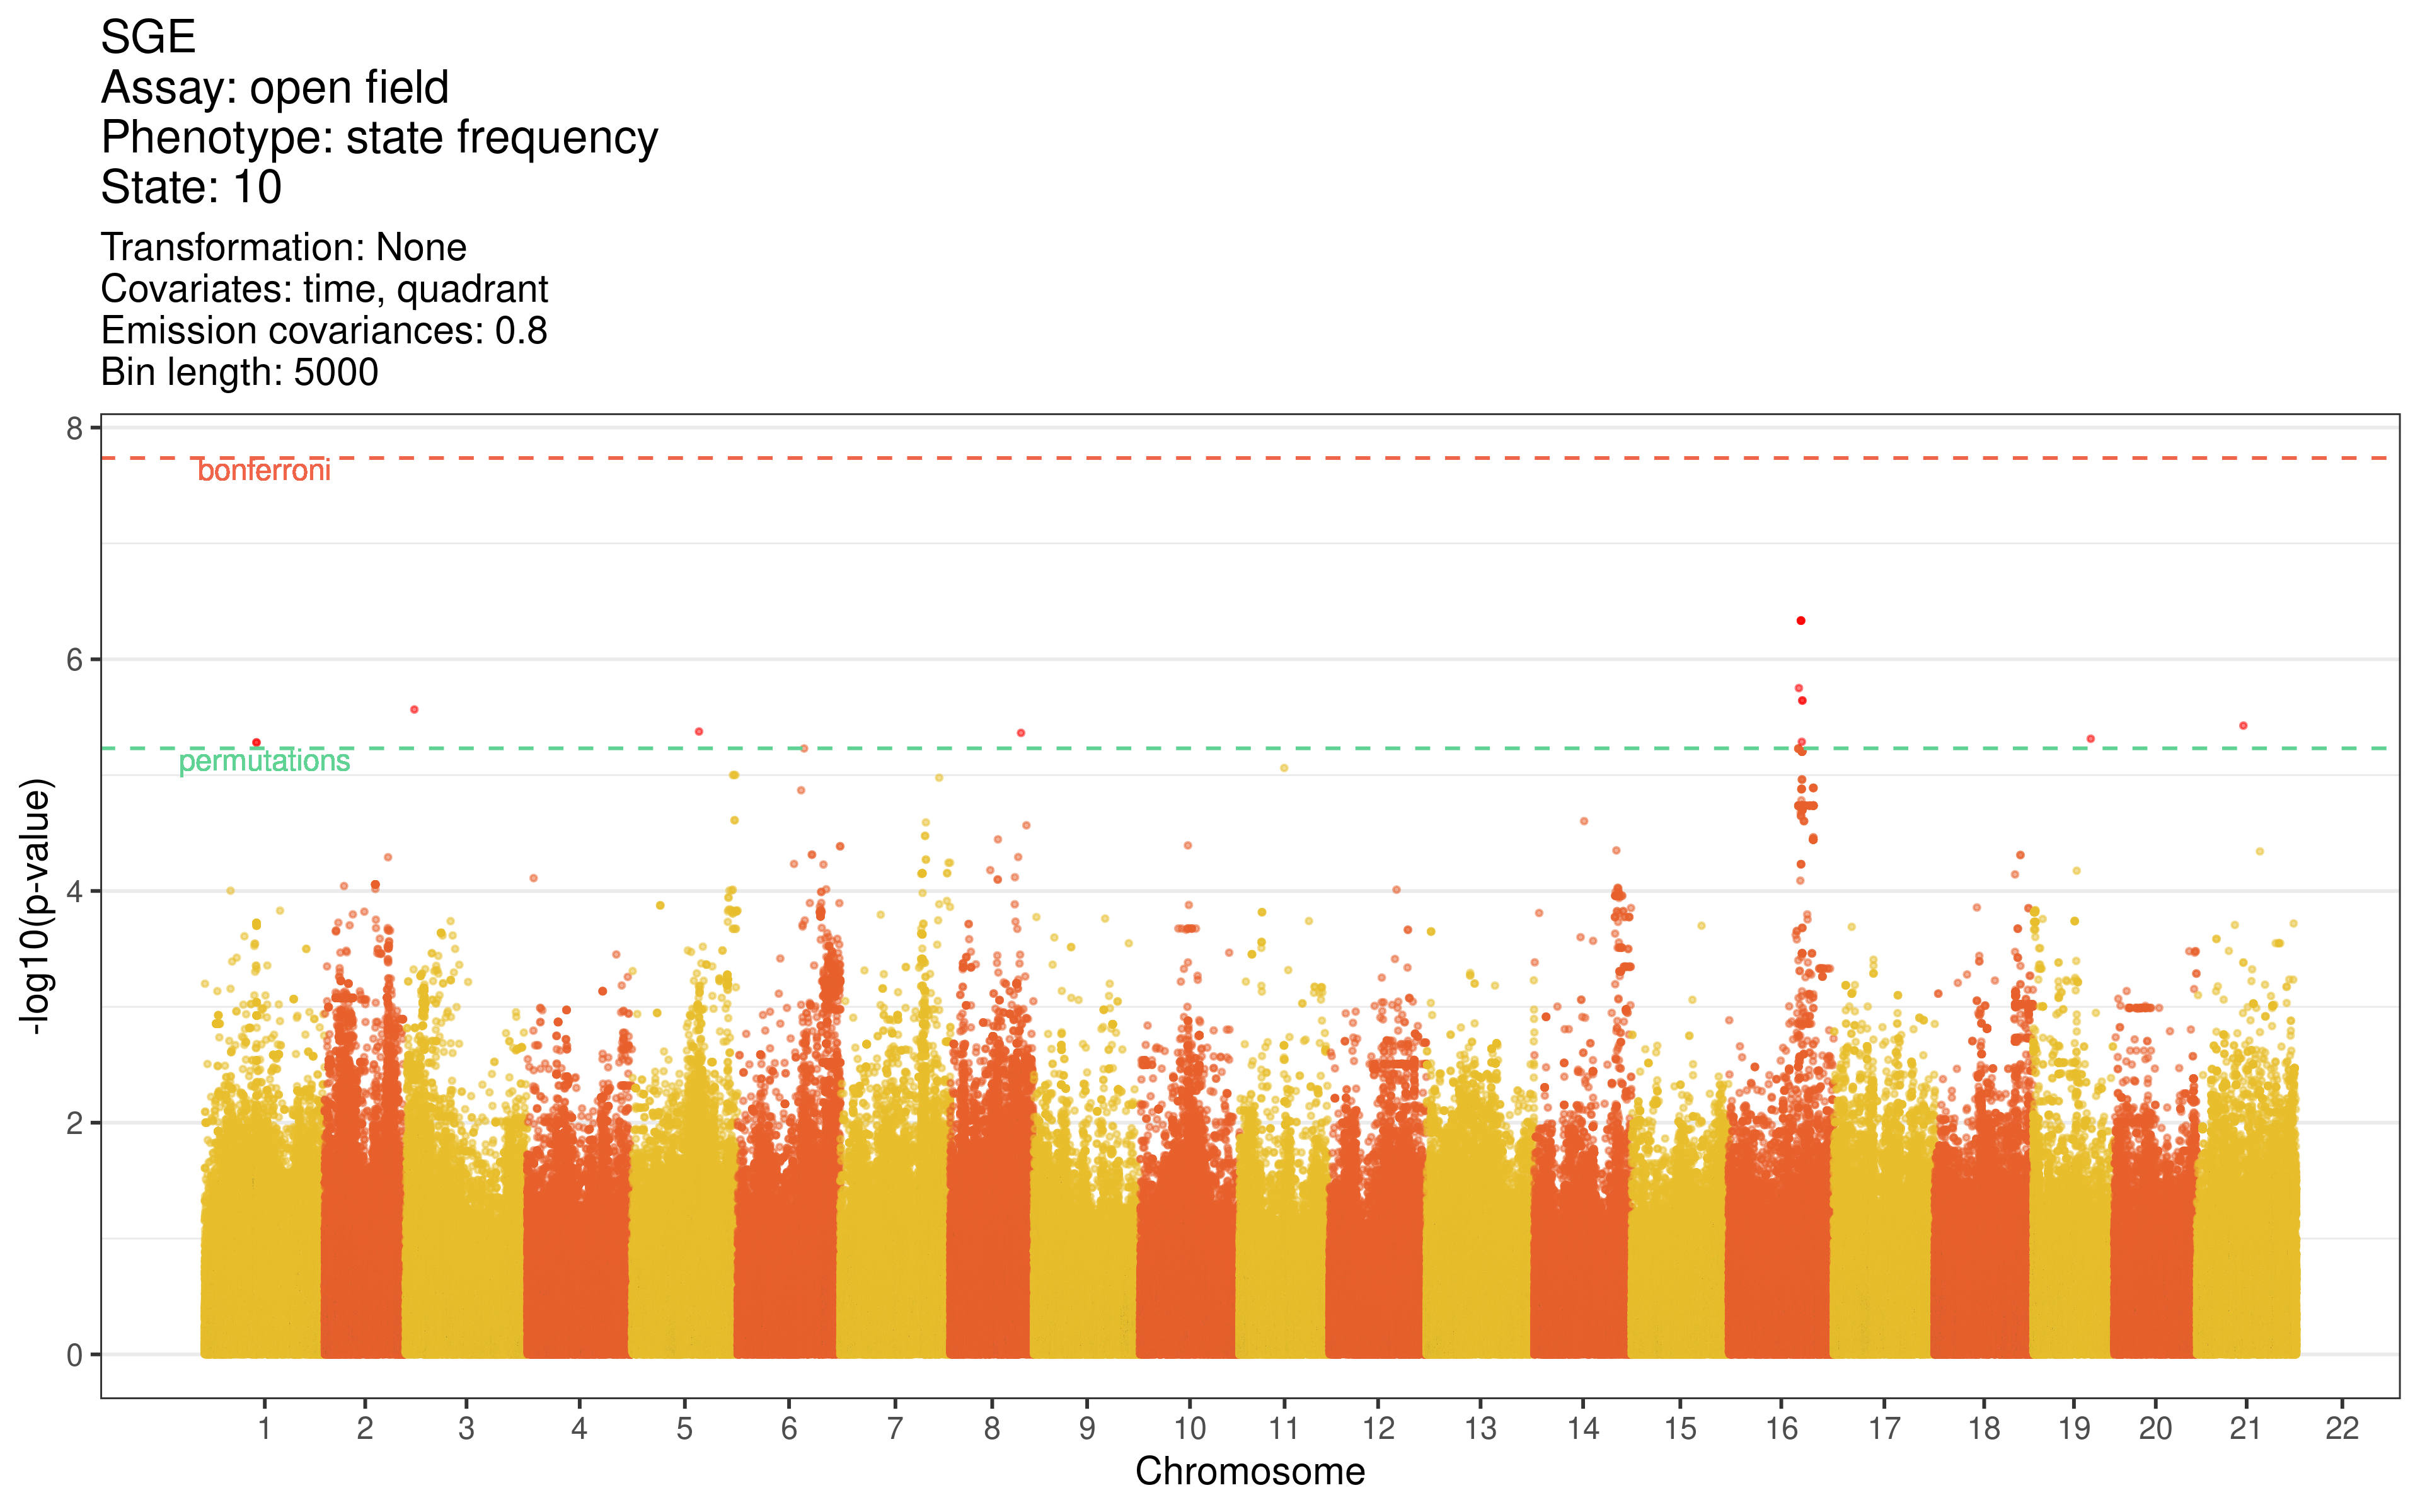 SGE
Assay: open field
Phenotype: state frequency
State: 10
Transformation: None
Covariates: time, quadrant
Emission covariances: 0.8
Bin length: 5000
8
bonferroni
6
permutations
4
2
0
-log10(p-value)
1 2 3 4 5 6 7 8 9 10 11 12 13 14 15 16 17 18 19 20 21 22
Chromosome